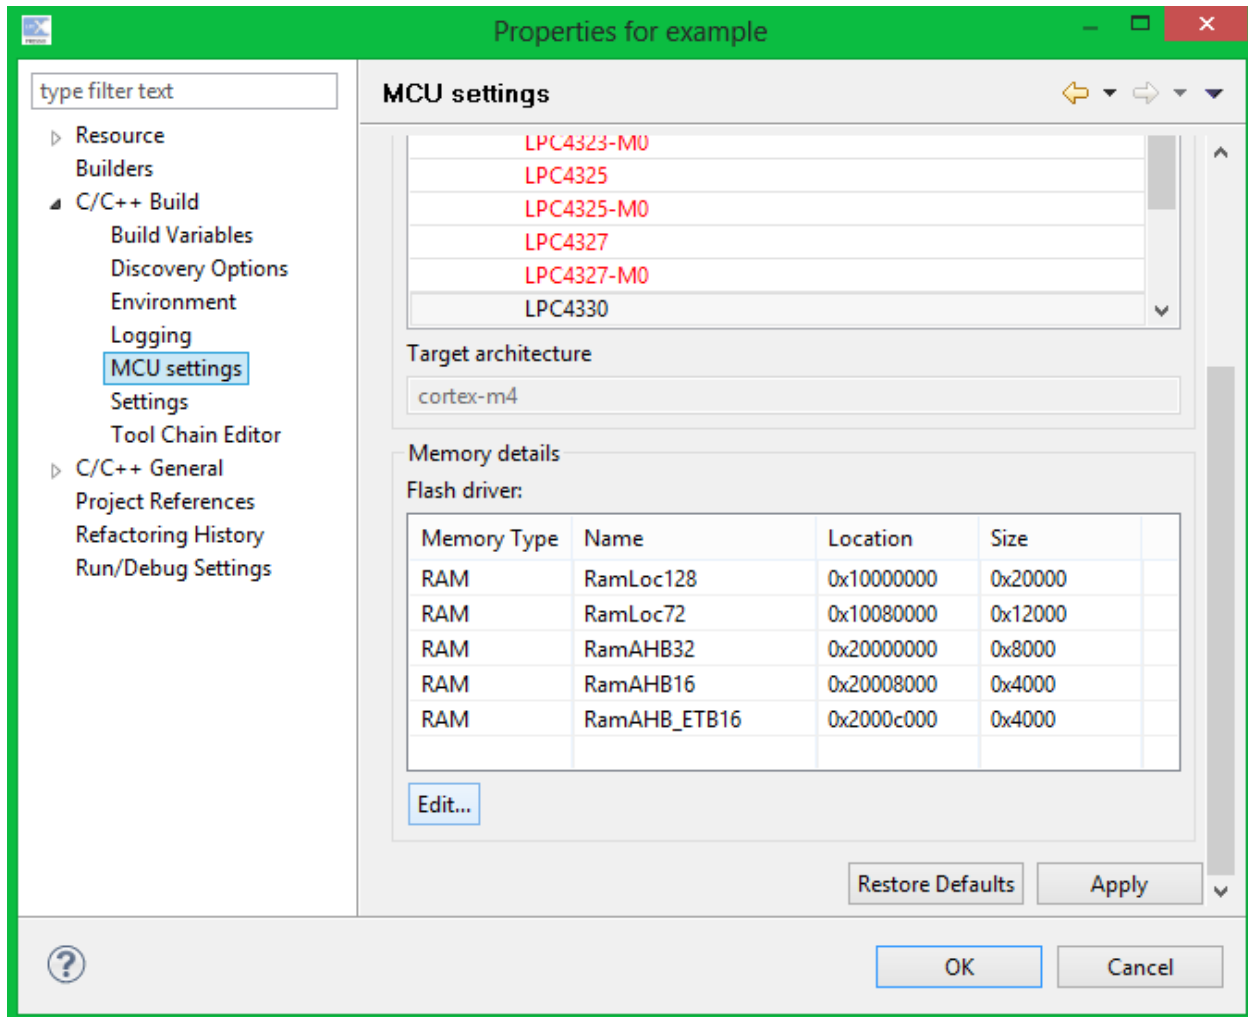 Properties for example
type filter text
Resource
Builders
C/C++ Build
Build Variables
Discovery Options
Environment
Logging
MCU settings
Settings
Tool Chain Editor
C/C++ General
Project References
Refactoring History
Run/Debug Settings
MCU settings
LPC4323-M0
LPC4325
LPC4325-M0
LPC4327
LPC4327-M0
LPC4330
Target architecture
cortex-m4
Memory details
Flash driver:
Memory Type Name Location Size
RAM RamLoc128 0x10000000 0x20000
RAM RamLoc72 0x10080000 0x12000
RAM RamAHB32 0x20000000 0x8000
RAM RamAHB16 0x20008000 0x4000
RAM RamAHB_ETB16 0x2000c000 0x4000
Edit...
Restore Defaults Apply
? OK Cancel